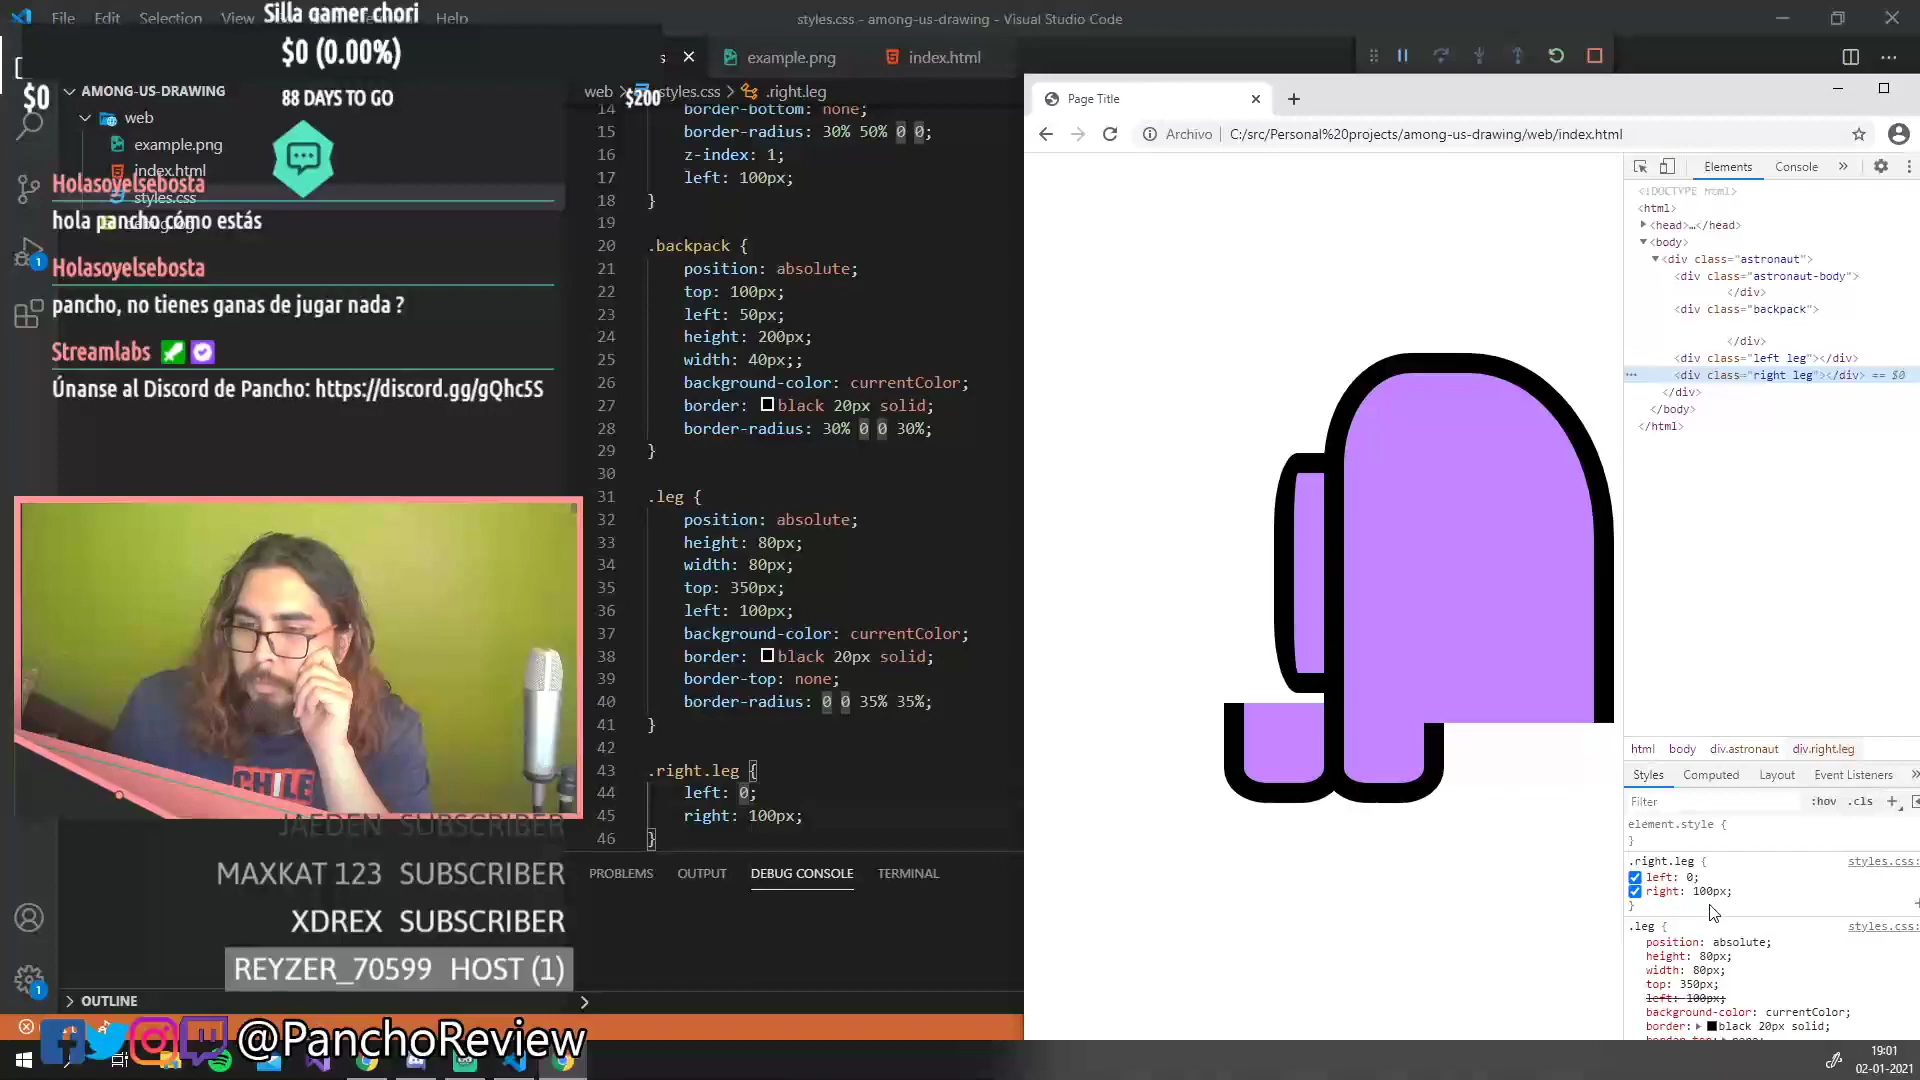 File Edit Selection View Help
styles.css - among-us-drawing - Visual Studio Code
Silla gamer chori
$0 (0.00%)
88 DAYS TO GO
$0
$200
example.png
index.html
AMONG-US-DRAWING
web
example.png
index.html
styles.css
debug.log
Holasoyelsebosta
hola pancho cómo estás
Holasoyelsebosta
pancho, no tienes ganas de jugar nada ?
Streamlabs
Únanse al Discord de Pancho: https://discord.gg/gQhc5S
CHILE
JAEDEN SUBSCRIBER
MAXKAT 123 SUBSCRIBER
XDREX SUBSCRIBER
REYZER_70599 HOST (1)
OUTLINE
@PanchoReview
web > styles.css > .right.leg
14 border-bottom: none;
15 border-radius: 30% 50% 0 0;
16 z-index: 1;
17 left: 100px;
18 }
19
20 .backpack {
21 position: absolute;
22 top: 100px;
23 left: 50px;
24 height: 200px;
25 width: 40px;;
26 background-color: currentColor;
27 border: black 20px solid;
28 border-radius: 30% 0 0 30%;
29 }
30
31 .leg {
32 position: absolute;
33 height: 80px;
34 width: 80px;
35 top: 350px;
36 left: 100px;
37 background-color: currentColor;
38 border: black 20px solid;
39 border-top: none;
40 border-radius: 0 0 35% 35%;
41 }
42
43 .right.leg {
44 left: 0;
45 right: 100px;
46 }
PROBLEMS OUTPUT DEBUG CONSOLE TERMINAL
Page Title
Archivo C:/src/Personal%20projects/among-us-drawing/web/index.html
Elements Console
<!DOCTYPE html>
<html>
<head>…</head>
<body>
<div class="astronaut">
<div class="astronaut-body">
</div>
<div class="backpack">
</div>
<div class="left leg"></div>
<div class="right leg"></div> == $0
</div>
</body>
</html>
html body div.astronaut div.right.leg
Styles Computed Layout Event Listeners
Filter :hov .cls
element.style {
}
.right.leg { styles.css:
left: 0;
right: 100px;
}
.leg { styles.css:
position: absolute;
height: 80px;
width: 80px;
top: 350px;
left: 100px;
background-color: currentColor;
border: black 20px solid;
19:01
02-01-2021